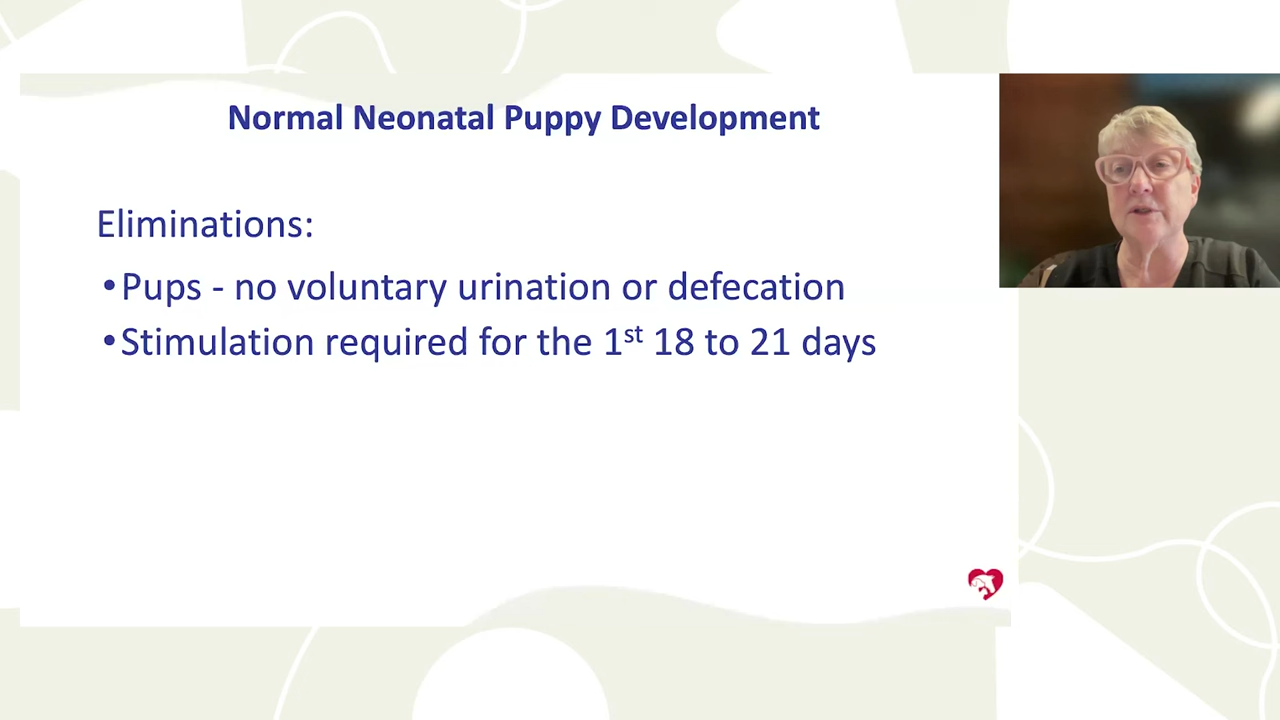 Normal Neonatal Puppy Development
Eliminations:
•Pups - no voluntary urination or defecation
•Stimulation required for the 1st 18 to 21 days